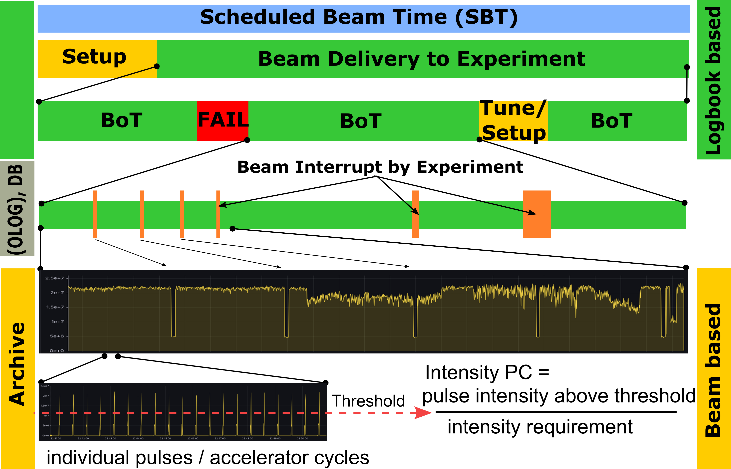 Scheduled Beam Time (SBT)
Setup
Beam Delivery to Experiment
Logbook based
BoT
FAIL
BoT
Tune/
Setup
BoT
(OLOG), DB
Beam Interrupt by Experiment
Archive
Beam based
Threshold
Intensity PC =
pulse intensity above threshold
intensity requirement
individual pulses / accelerator cycles